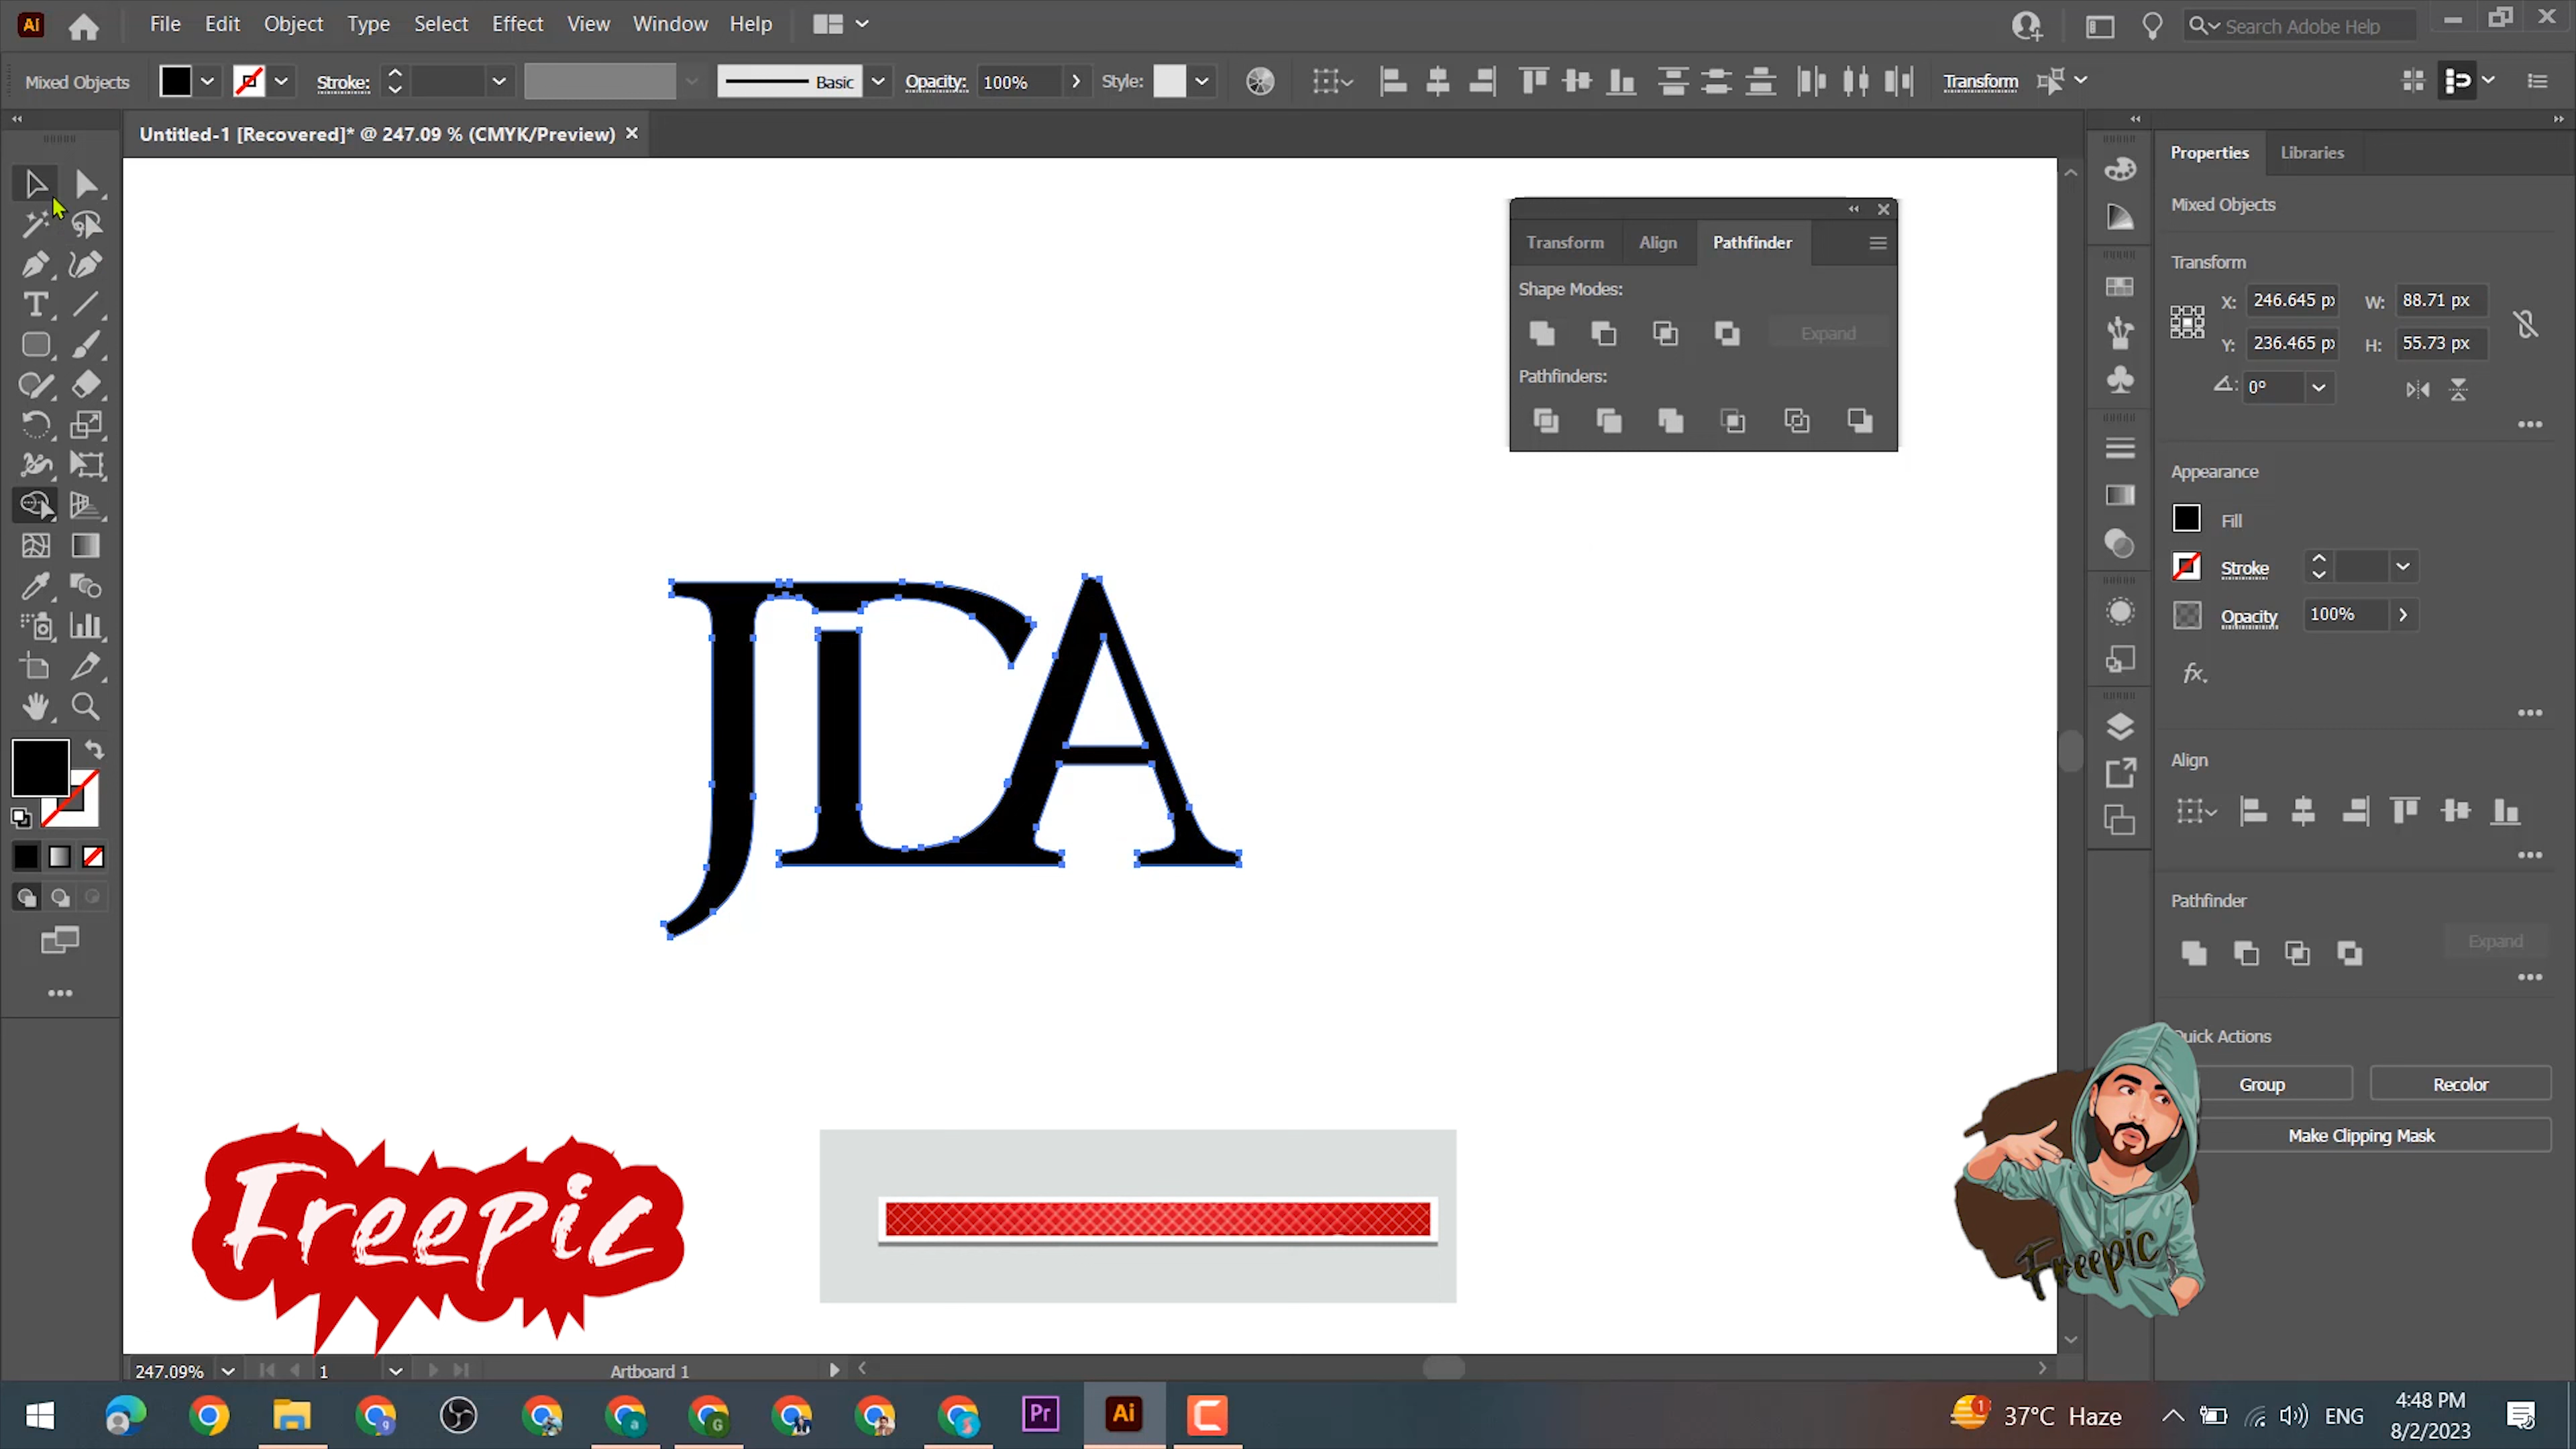 Ai File Edit Object Type Select Effect View Window Help Search Adobe Help
Mixed Objects Stroke: Basic Opacity: 100% Style: Transform
Untitled-1 [Recovered]* @ 247.09 % (CMYK/Preview)
Properties Libraries
Mixed Objects
Transform
X: 246.645 px W: 88.71 px
Y: 236.465 px H: 55.73 px
0°
Appearance
Fill
Stroke
Opacity 100%
fx
Align
Pathfinder
Expand
Quick Actions
Group Recolor
Make Clipping Mask
Transform Align Pathfinder
Shape Modes:
Expand
Pathfinders:
T
JDA
Freepic
Freepic
247.09% 1 Artboard 1
Pr Ai 1 37°C Haze ENG 4:48 PM
8/2/2023